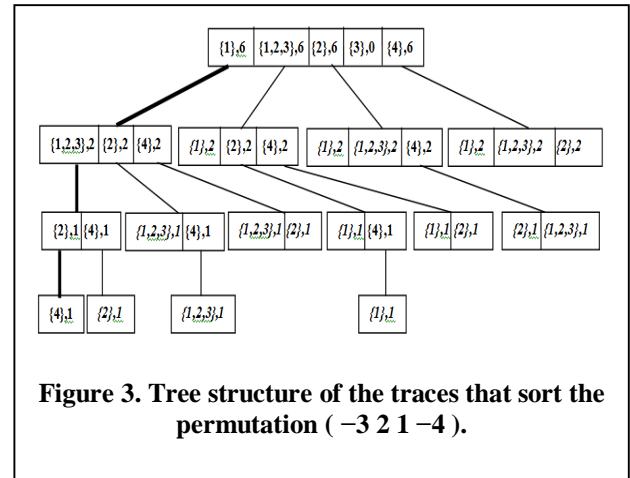 {1},6 {1,2,3},6 {2},6 {3},0 {4},6
{1,2,3},2 {2},2 {4},2 {1},2 {2},2 {4},2 {1},2 {1,2,3},2 {4},2 {1},2 {1,2,3},2 {2},2
{2},1 {4},1 {1,2,3},1 {4},1 {1,2,3},1 {2},1 {1},1 {4},1 {1},1 {2},1 {2},1 {1,2,3},1
{4},1 {2},1 {1,2,3},1 {1},1
Figure 3. Tree structure of the traces that sort the
permutation ( −3 2 1 −4 ).